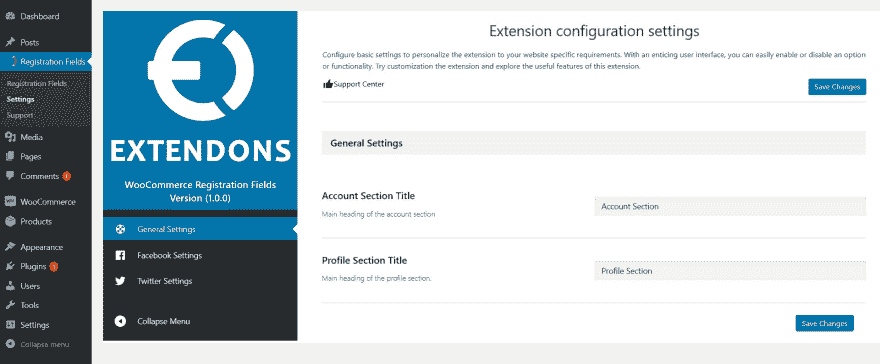 Dashboard
Posts
Registration Fields
Registration Fields
Settings
Support
Media
Pages
Comments 1
WooCommerce
Products
Appearance
Plugins 1
Users
Tools
Settings
Collapse menu
EXTENDONS
WooCommerce Registration Fields
Version (1.0.0)
General Settings
Facebook Settings
Twitter Settings
Collapse Menu
Extension configuration settings
Configure basic settings to personalize the extension to your website specific requirements. With an enticing user interface, you can easily enable or disable an option
or functionality. Try customization the extension and explore the useful features of this extension.
Support Center
Save Changes
General Settings
Account Section Title
Main heading of the account section
Account Section
Profile Section Title
Main heading of the profile section.
Profile Section
Save Changes